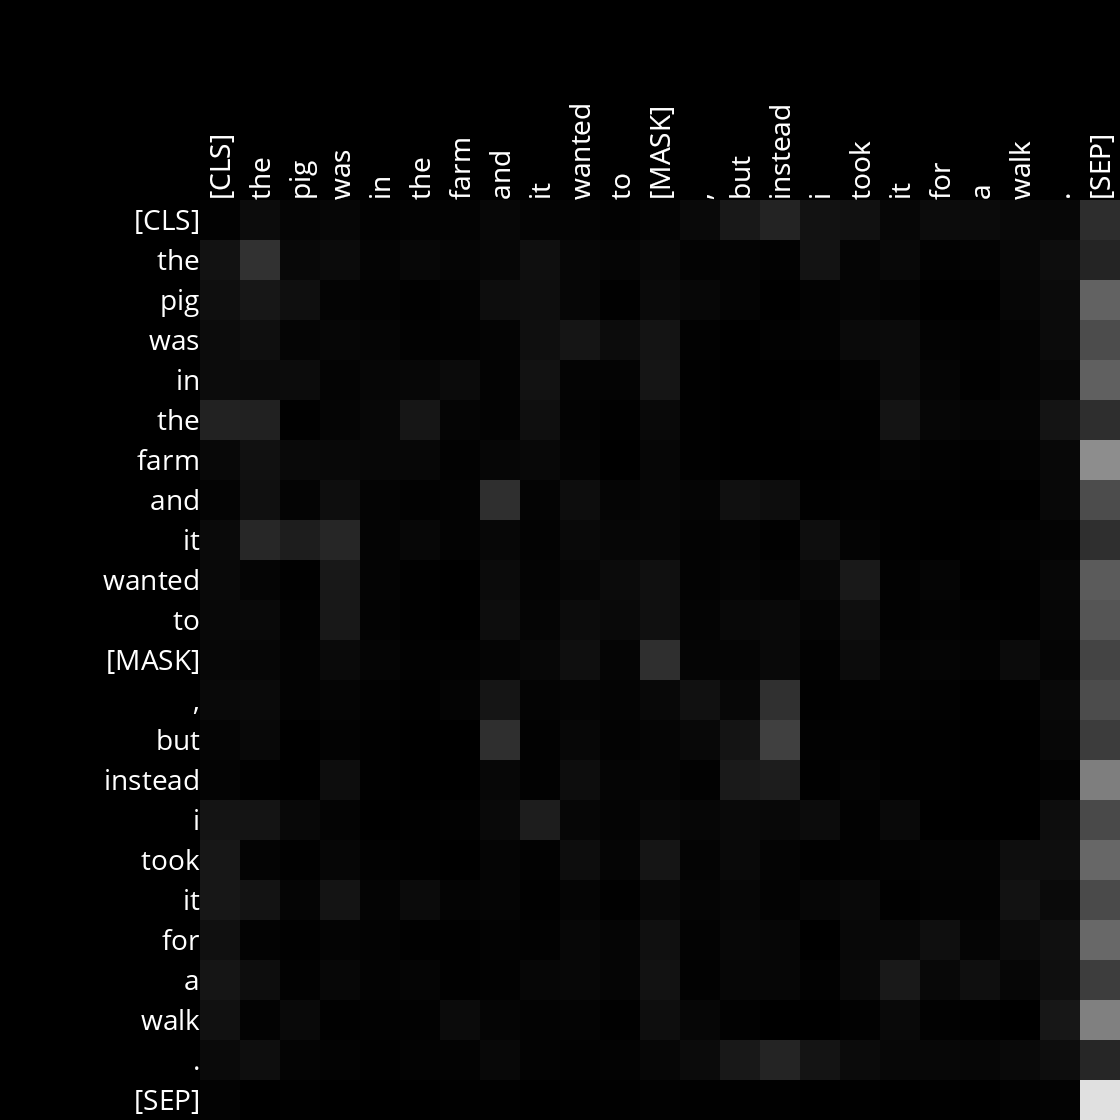 [CLS] the pig was in the farm and it wanted to [MASK] , but instead i took it for a walk . [SEP]
[CLS]
the
pig
was
in
the
farm
and
it
wanted
to
[MASK]
,
but
instead
i
took
it
for
a
walk
.
[SEP]